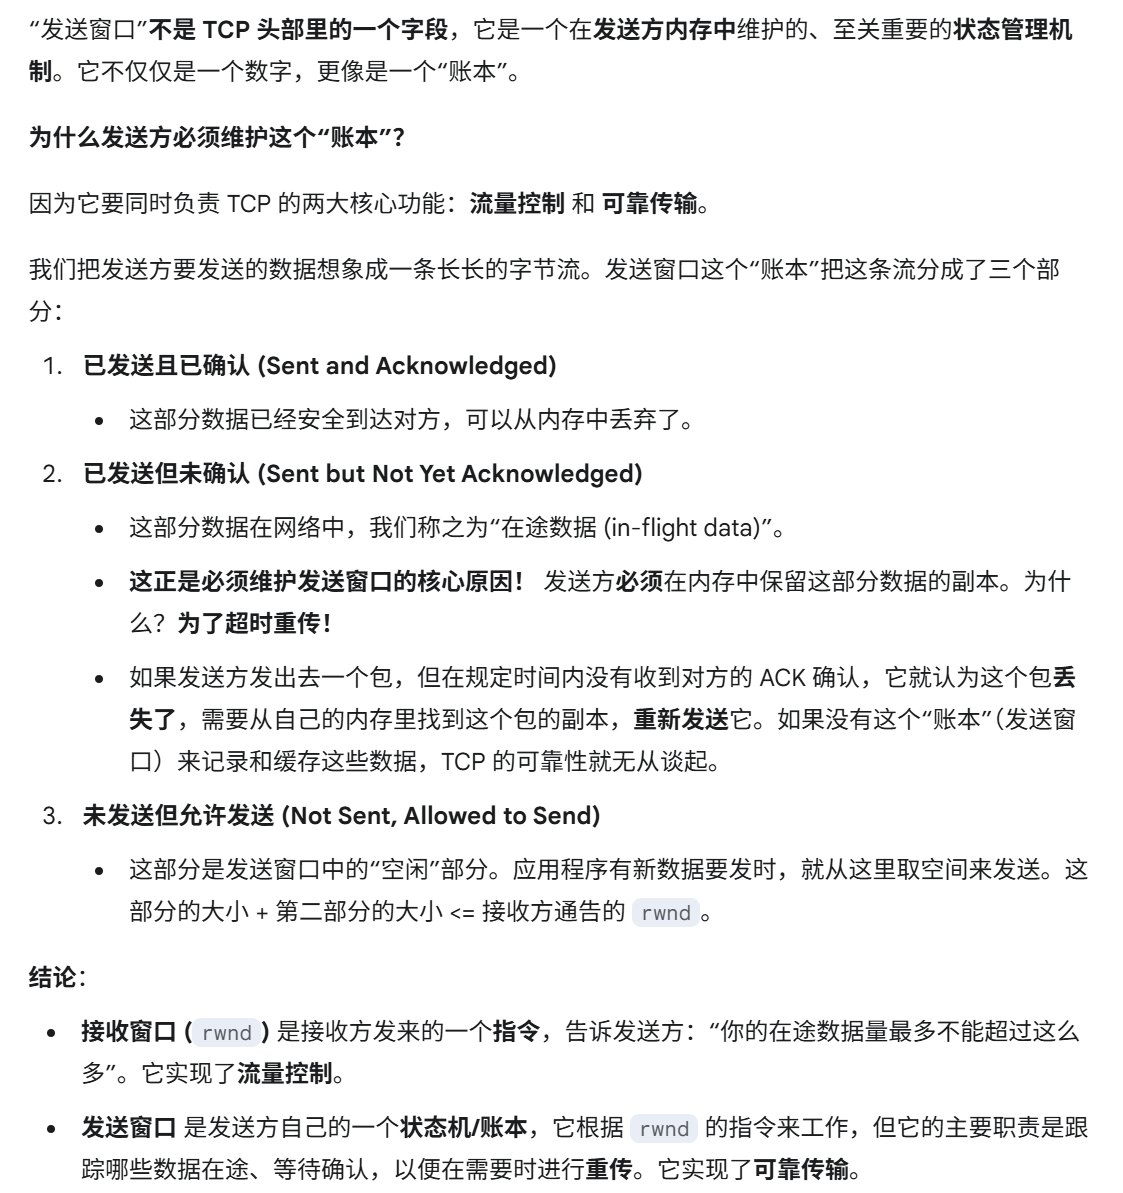 “发送窗口”不是 TCP 头部里的一个字段，它是一个在发送方内存中维护的、至关重要的状态管理机
制。它不仅仅是一个数字，更像是一个“账本”。
为什么发送方必须维护这个“账本”？
因为它要同时负责 TCP 的两大核心功能：流量控制 和 可靠传输。
我们把发送方要发送的数据想象成一条长长的字节流。发送窗口这个“账本”把这条流分成了三个部
分：
1. 已发送且已确认 (Sent and Acknowledged)
• 这部分数据已经安全到达对方，可以从内存中丢弃了。
2. 已发送但未确认 (Sent but Not Yet Acknowledged)
• 这部分数据在网络中，我们称之为“在途数据 (in-flight data)”。
• 这正是必须维护发送窗口的核心原因！ 发送方必须在内存中保留这部分数据的副本。为什
么？为了超时重传！
• 如果发送方发出去一个包，但在规定时间内没有收到对方的 ACK 确认，它就认为这个包丢
失了，需要从自己的内存里找到这个包的副本，重新发送它。如果没有这个“账本”（发送窗
口）来记录和缓存这些数据，TCP 的可靠性就无从谈起。
3. 未发送但允许发送 (Not Sent, Allowed to Send)
• 这部分是发送窗口中的“空闲”部分。应用程序有新数据要发时，就从这里取空间来发送。这
部分的大小 + 第二部分的大小 <= 接收方通告的 rwnd。
结论：
• 接收窗口 (rwnd) 是接收方发来的一个指令，告诉发送方：“你的在途数据量最多不能超过这么
多”。它实现了流量控制。
• 发送窗口 是发送方自己的一个状态机/账本，它根据 rwnd 的指令来工作，但它的主要职责是跟
踪哪些数据在途、等待确认，以便在需要时进行重传。它实现了可靠传输。